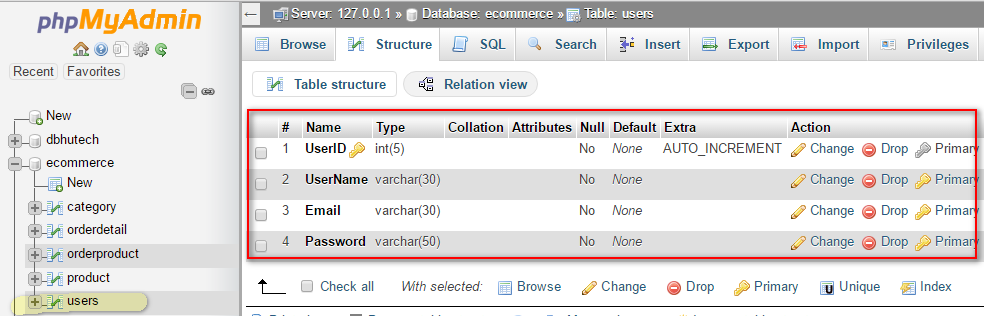 phpMyAdmin
Recent Favorites
New
dbhutech
ecommerce
New
category
orderdetail
orderproduct
product
users
Server: 127.0.0.1 » Database: ecommerce » Table: users
Browse Structure SQL Search Insert Export Import Privileges
Table structure Relation view
# Name Type Collation Attributes Null Default Extra Action
1 UserID int(5) No None AUTO_INCREMENT Change Drop Primary
2 UserName varchar(30) No None Change Drop Primary
3 Email varchar(30) No None Change Drop Primary
4 Password varchar(50) No None Change Drop Primary
Check all With selected: Browse Change Drop Primary Unique Index